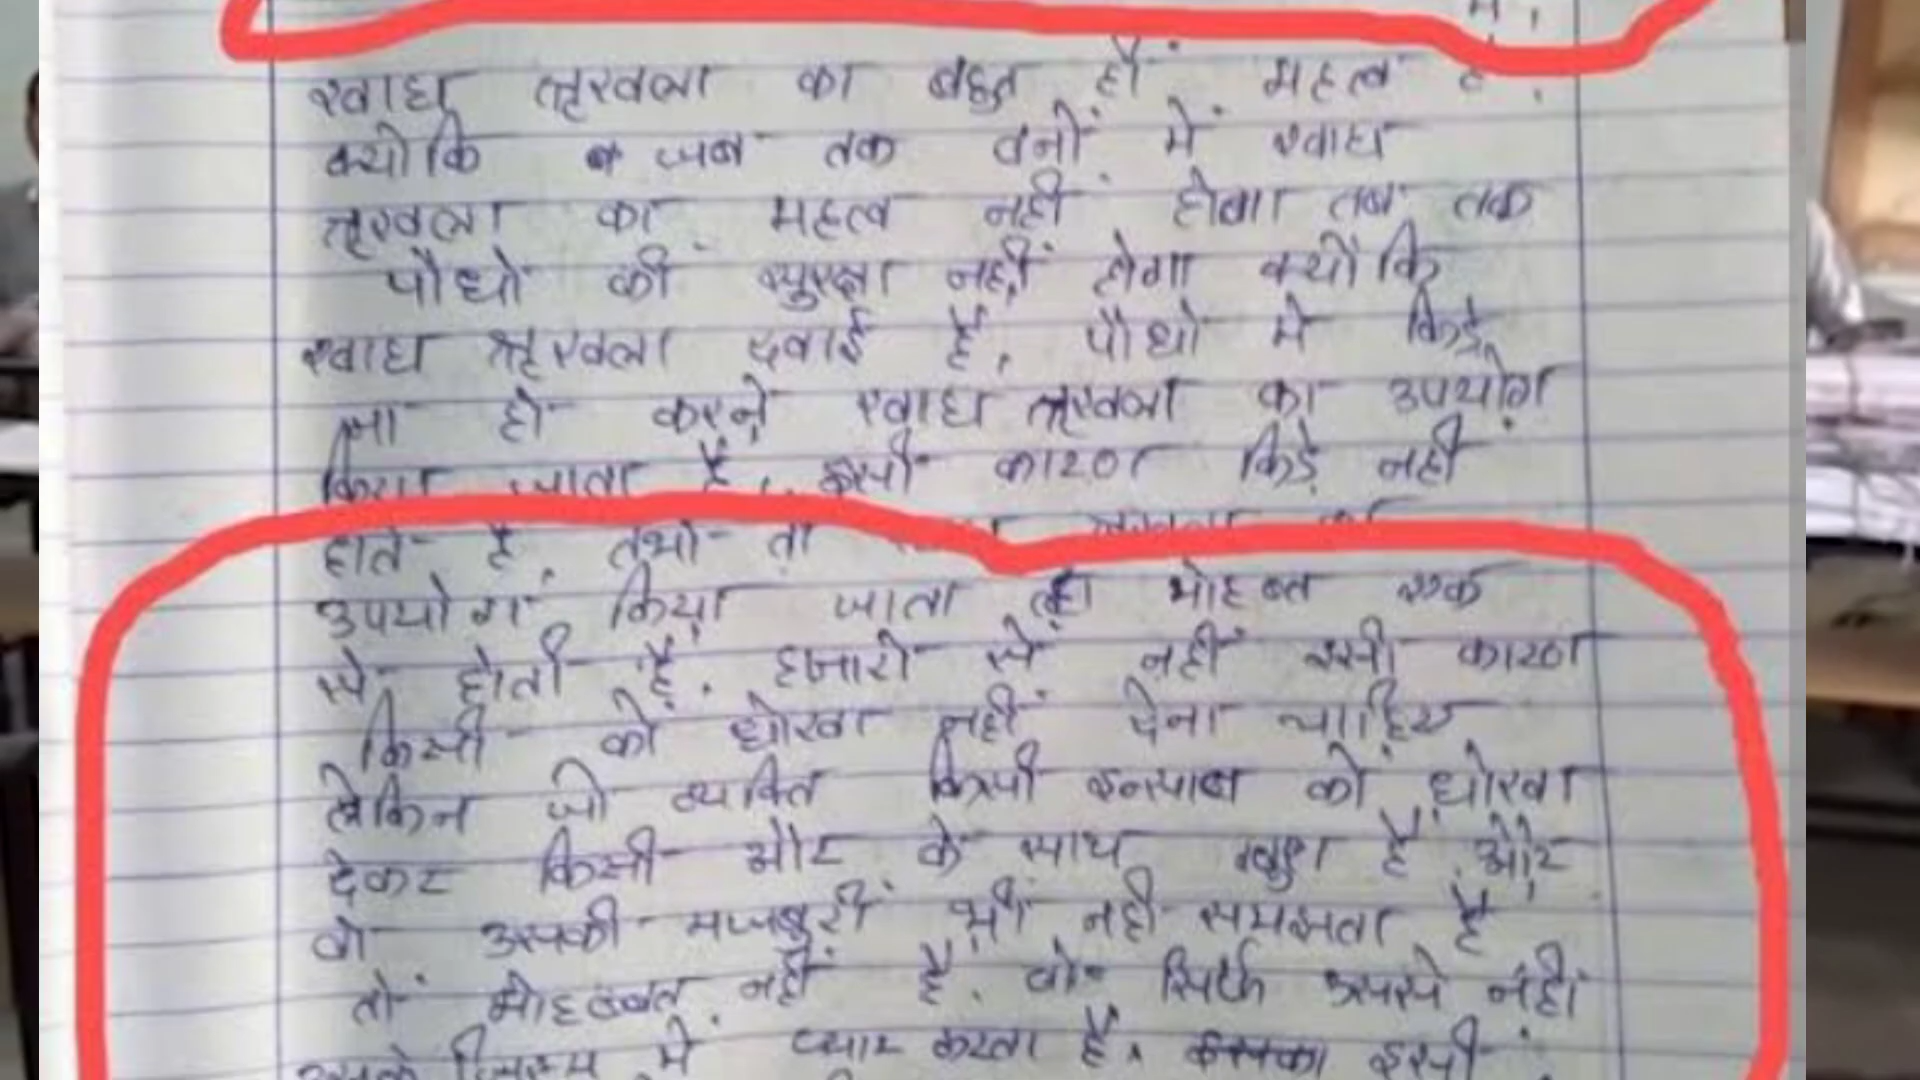 में ।
खाद्य श्रृखला का बहुत ही महत्व है ।
क्योकि जब तक वनों में खाद्य
श्रृखला का महत्व नहीं होगा तब तक
पौधो की सुरक्षा नहीं होगा क्योंकि
खाद्य श्रृखला दवाई है, पौधो में किड़े
ना हो करने खाद्य श्रृखला का उपयोग
किया जाता है, इसी कारण किड़े नही
होते है, तभी तो श्रृखला का
उपयोग किया जाता मोहब्त एक
से होती है, हजारो से नहीं इसी कारण
किसी को धोखा नहीं देना चाहिय
लेकिन जो व्यक्ति किसी इन्सान को धोखा
देकर किसी और के साथ खुश है और
वो उसकी मजबुरी भी नही समझता है
तो मोहब्बत नहीं है, वो सिर्फ उससे नहीं
उसके जिस्म में प्यार करता है, इसी